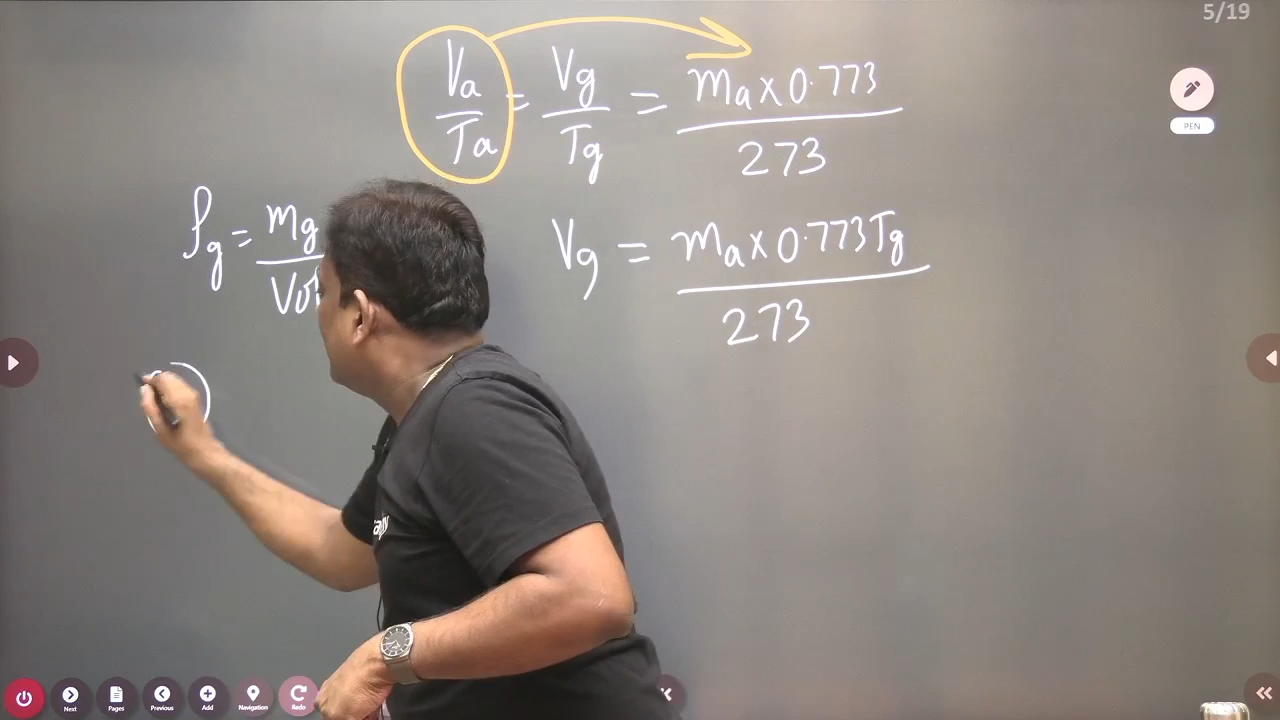 5/19
Va/Ta = Vg/Tg = ma×0.773/273
PEN
ρg = mg/Vol
Vg = ma×0.773Tg/273
Next Pages Previous Add Navigation Redo